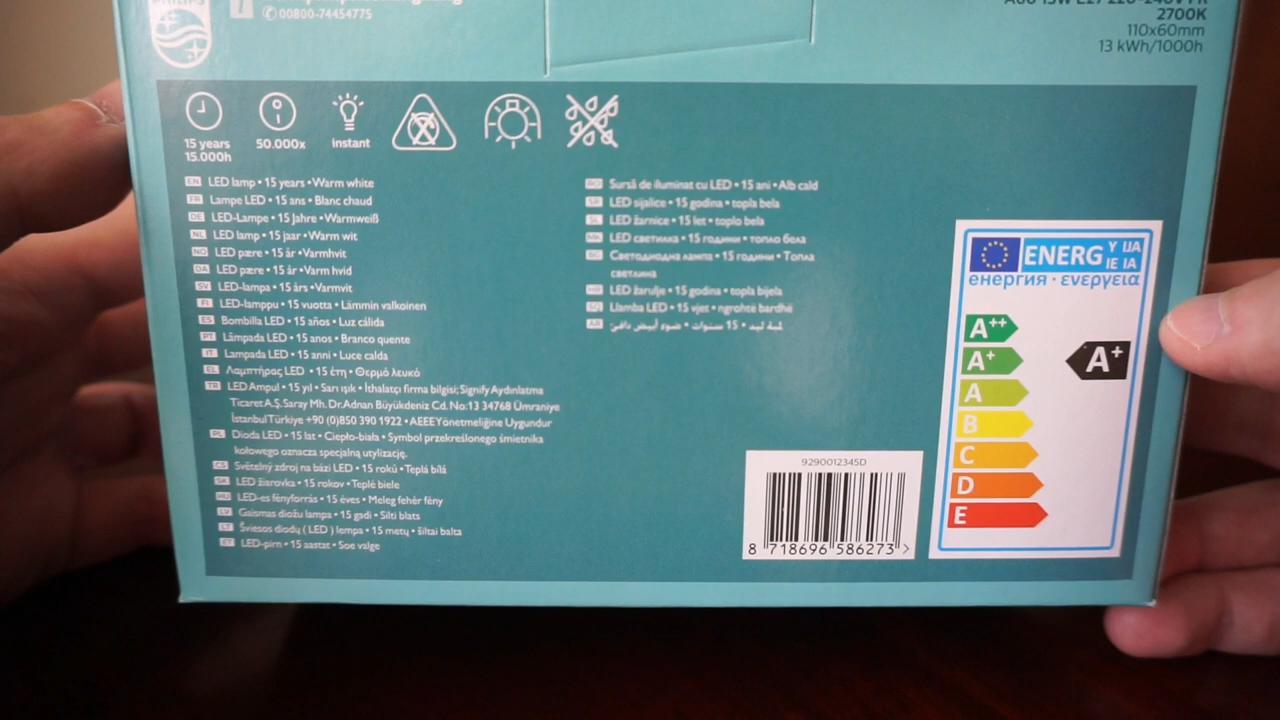 PHILIPS
✆00800-74454775
A60 13W E27 220-240V FR
2700K
110x60mm
13 kWh/1000h
15 years
15.000h
50.000x
instant
EN LED lamp • 15 years • Warm white
FR Lampe LED • 15 ans • Blanc chaud
DE LED-Lampe • 15 Jahre • Warmweiß
NL LED lamp • 15 jaar • Warm wit
NO LED pære • 15 år • Varmhvit
DA LED pære • 15 år • Varm hvid
SV LED-lampa • 15 års • Varmvit
FI LED-lamppu • 15 vuotta • Lämmin valkoinen
ES Bombilla LED • 15 años • Luz cálida
PT Lâmpada LED • 15 anos • Branco quente
IT Lampada LED • 15 anni • Luce calda
EL Λαμπτήρας LED • 15 έτη • Θερμό λευκό
TR LED Ampul • 15 yıl • Sarı ışık • İthalatçı firma bilgisi; Signify Aydınlatma
Ticaret A.Ş. Saray Mh. Dr. Adnan Büyükdeniz Cd. No:13 34768 Ümraniye
İstanbul Türkiye +90 (0)850 390 1922 • AEEE Yönetmeliğine Uygundur
PL Dioda LED • 15 lat • Ciepło-biała • Symbol przekreślonego śmietnika
kołowego oznacza specjalną utylizację.
CS Světelný zdroj na bázi LED • 15 roků • Teplá bílá
SK LED žiarovka • 15 rokov • Teplé biele
HU LED-es fényforrás • 15 éves • Meleg fehér fény
LV Gaismas diožu lampa • 15 gadi • Silti balts
LT Šviesos diodų ( LED ) lempa • 15 metų • šiltai balta
ET LED-pirn • 15 aastat • Soe valge
RO Sursă de iluminat cu LED • 15 ani • Alb cald
SR LED sijalice • 15 godina • topla bela
SL LED žarnice • 15 let • toplo bela
MK LED светилка • 15 години • топло бела
BG Светодиодна лампа • 15 години • Топла
светлина
HR LED žarulje • 15 godina • topla bijela
SQ Llamba LED • 15 vjet • ngrohtë bardhë
AR لمبة ليد • 15 سنوات • ضوء أبيض دافئ
9290012345D
8 718696 586273 >
ENERG Y IJA
IE IA
енергия · ενεργεια
A++
A+
A
B
C
D
E
A+